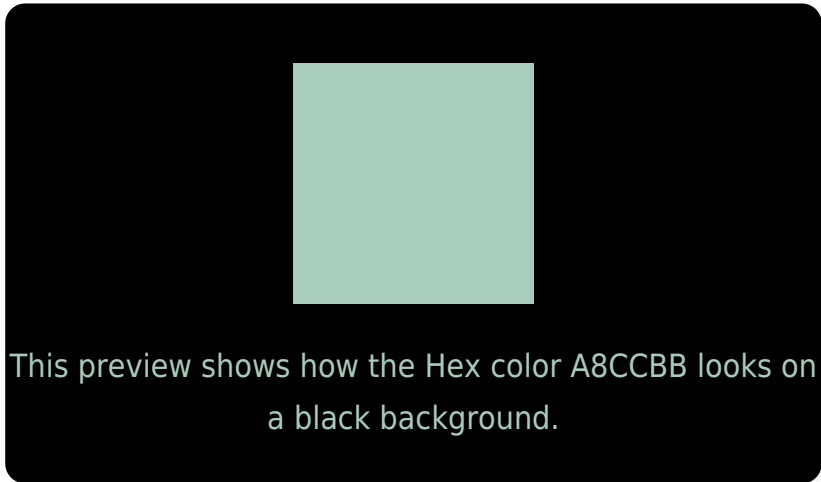 This preview shows how the Hex color A8CCBB looks on
a black background.